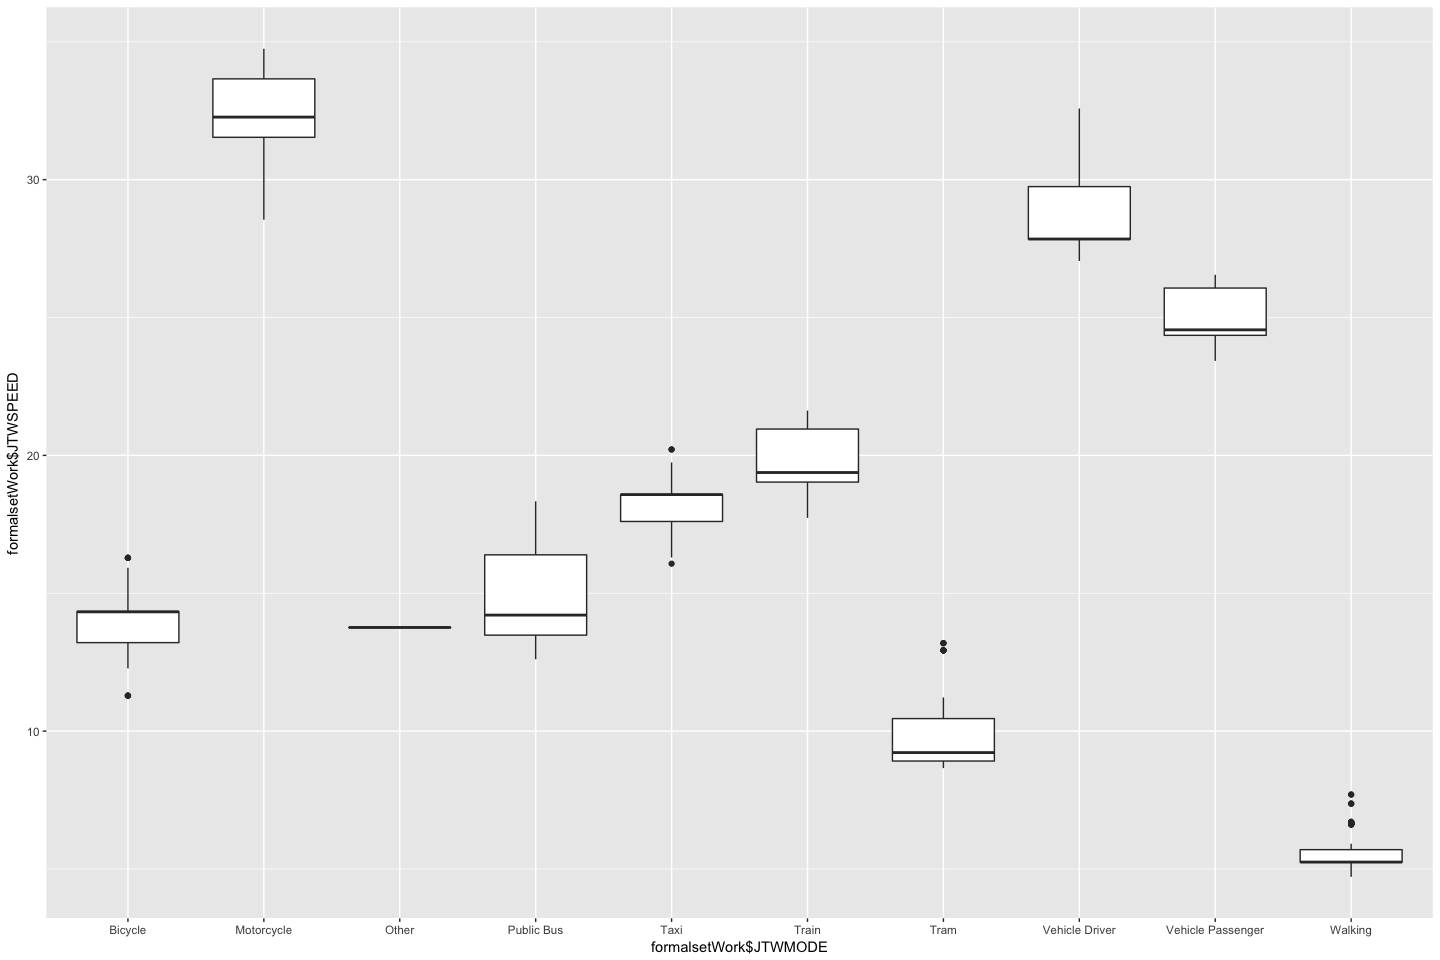 formalsetWork$JTWSPEED
30
20
10
Bicycle
Motorcycle
Other
Public Bus
Taxi
Train
Tram
Vehicle Driver
Vehicle Passenger
Walking
formalsetWork$JTWMODE